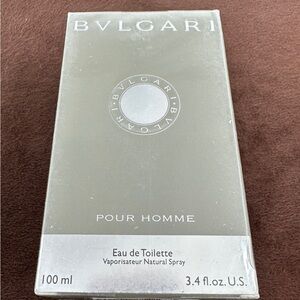 BVLGARI
BVLGARI · BVLGARI ·
POUR HOMME
Eau de Toilette
Vaporisateur Natural Spray
100 ml 3.4 fl.oz. U.S.